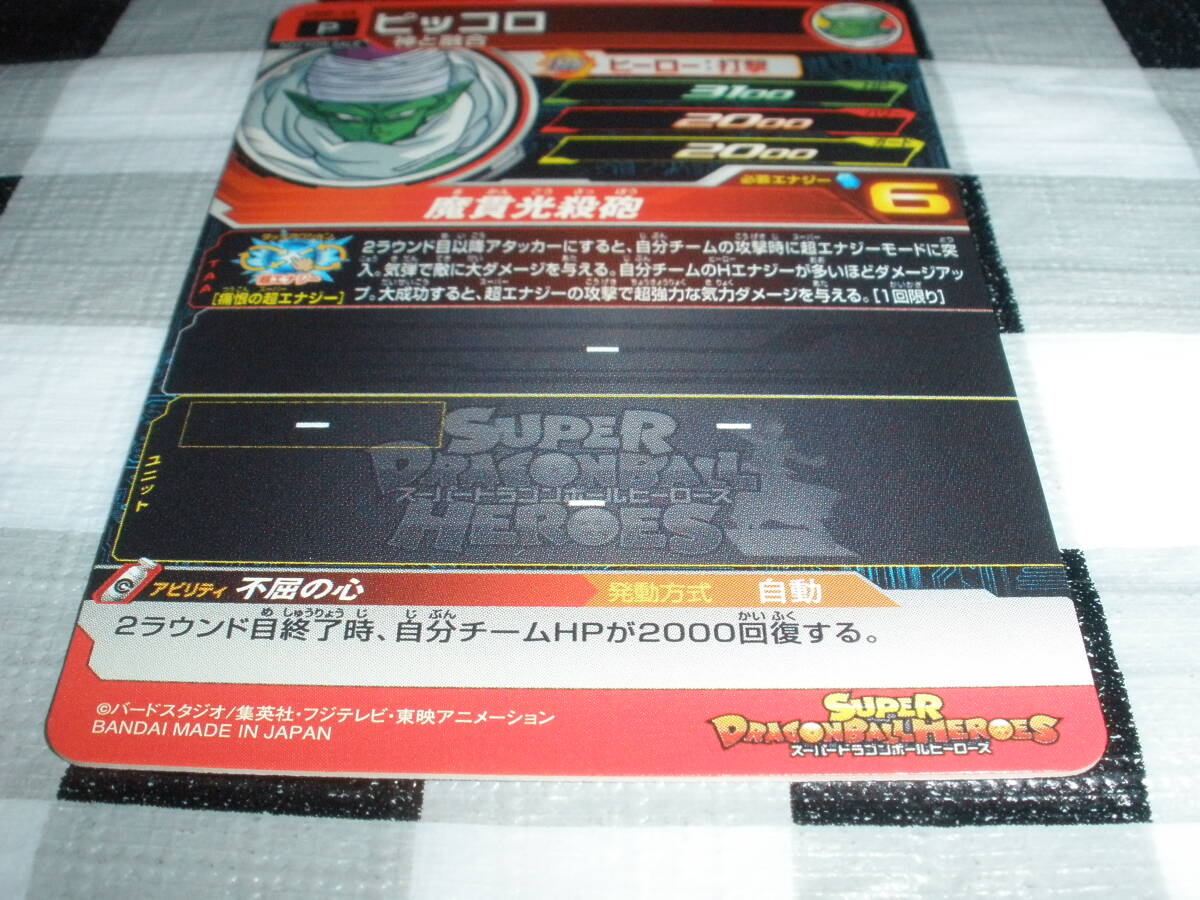 P
ピッコロ
神と融合
ヒーロー：打撃
3100
2000
2000
必要エナジー 6
魔貫光殺砲
超エナジー
TAA
[痛恨の超エナジー]
2ラウンド目以降アタッカーにすると、自分チームの攻撃時に超エナジーモードに突
入。気弾で敵に大ダメージを与える。自分チームのHエナジーが多いほどダメージアッ
プ。大成功すると、超エナジーの攻撃で超強力な気力ダメージを与える。[1回限り]
ー
ー
ー
ユニット
SUPER
DRAGONBALL
スーパードラゴンボールヒーローズ
HEROES
ー
アビリティ 不屈の心
発動方式 自動
2ラウンド目終了時、自分チームHPが2000回復する。
©バードスタジオ/集英社・フジテレビ・東映アニメーション
BANDAI MADE IN JAPAN
SUPER
DRAGONBALL HEROES
スーパードラゴンボールヒーローズ